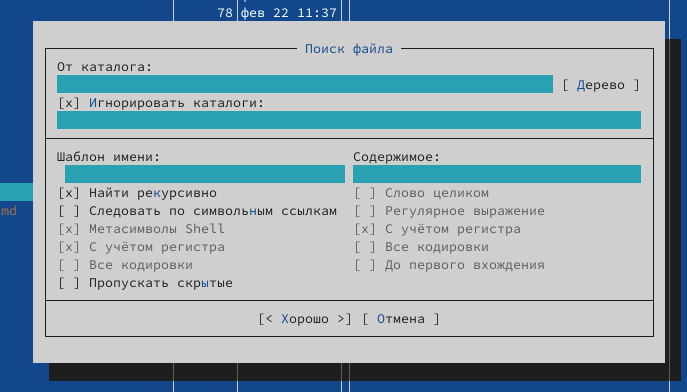 78 фев 22 11:37
Поиск файла
От каталога:
[ Дерево ]
[x] Игнорировать каталоги:
Шаблон имени: Содержимое:
[x] Найти рекурсивно [ ] Слово целиком
md [ ] Следовать по символьным ссылкам [ ] Регулярное выражение
[x] Метасимволы Shell [x] С учётом регистра
[x] С учётом регистра [ ] Все кодировки
[ ] Все кодировки [ ] До первого вхождения
[ ] Пропускать скрытые
[< Хорошо >] [ Отмена ]